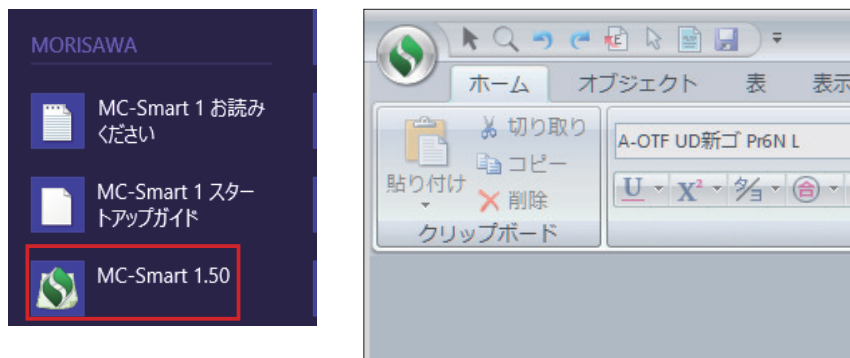 MORISAWA
MC-Smart 1 お読み
ください
MC-Smart 1 スター
トアップガイド
MC-Smart 1.50
ホーム オブジェクト 表 表示
貼り付け
切り取り
コピー
削除
クリップボード
A-OTF UD新ゴ Pr6N L
U X² 合